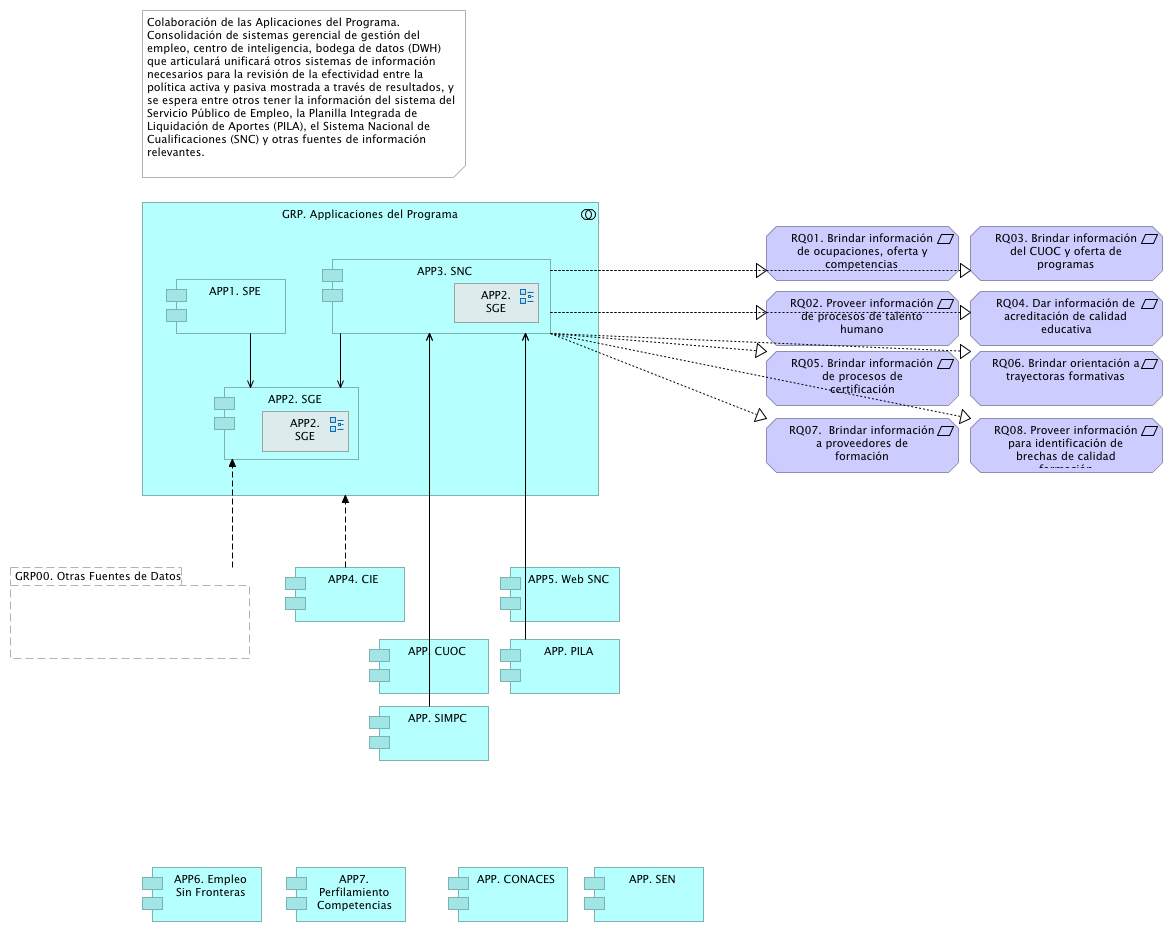 Colaboración de las Aplicaciones del Programa.
Consolidación de sistemas gerencial de gestión del
empleo, centro de inteligencia, bodega de datos (DWH)
que articulará unificará otros sistemas de información
necesarios para la revisión de la efectividad entre la
política activa y pasiva mostrada a través de resultados, y
se espera entre otros tener la información del sistema del
Servicio Público de Empleo, la Planilla Integrada de
Liquidación de Aportes (PILA), el Sistema Nacional de
Cualificaciones (SNC) y otras fuentes de información
relevantes.
GRP. Applicaciones del Programa
APP1. SPE
APP3. SNC
APP2.
SGE
APP2. SGE
APP2.
SGE
RQ01. Brindar información
de ocupaciones, oferta y
competencias
RQ03. Brindar información
del CUOC y oferta de
programas
RQ02. Proveer información
de procesos de talento
humano
RQ04. Dar información de
acreditación de calidad
educativa
RQ05. Brindar información
de procesos de
certificación
RQ06. Brindar orientación a
trayectoras formativas
RQ07.  Brindar información
a proveedores de
formación
RQ08. Proveer información
para identificación de
brechas de calidad
formación
GRP00. Otras Fuentes de Datos
APP4. CIE
APP5. Web SNC
APP. CUOC
APP. PILA
APP. SIMPC
APP6. Empleo
Sin Fronteras
APP7.
Perfilamiento
Competencias
APP. CONACES
APP. SEN